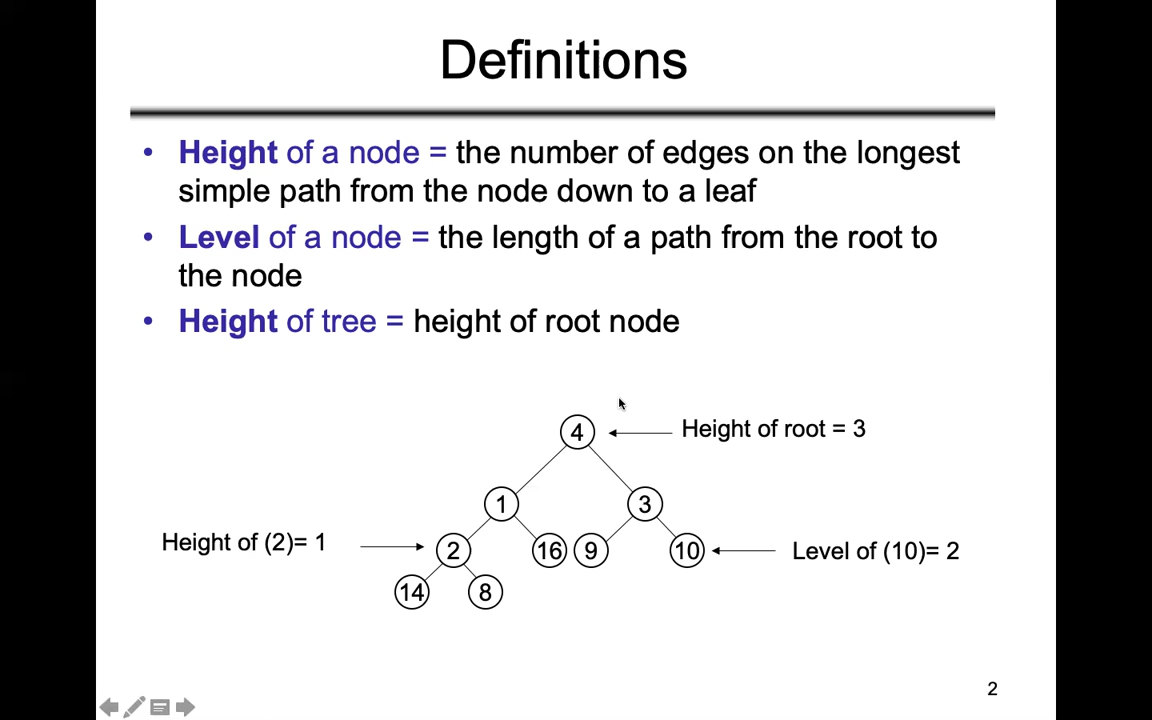 Definitions
• Height of a node = the number of edges on the longest
simple path from the node down to a leaf
• Level of a node = the length of a path from the root to
the node
• Height of tree = height of root node
4
Height of root = 3
1
3
Height of (2)= 1
2
16
9
10
Level of (10)= 2
14
8
2